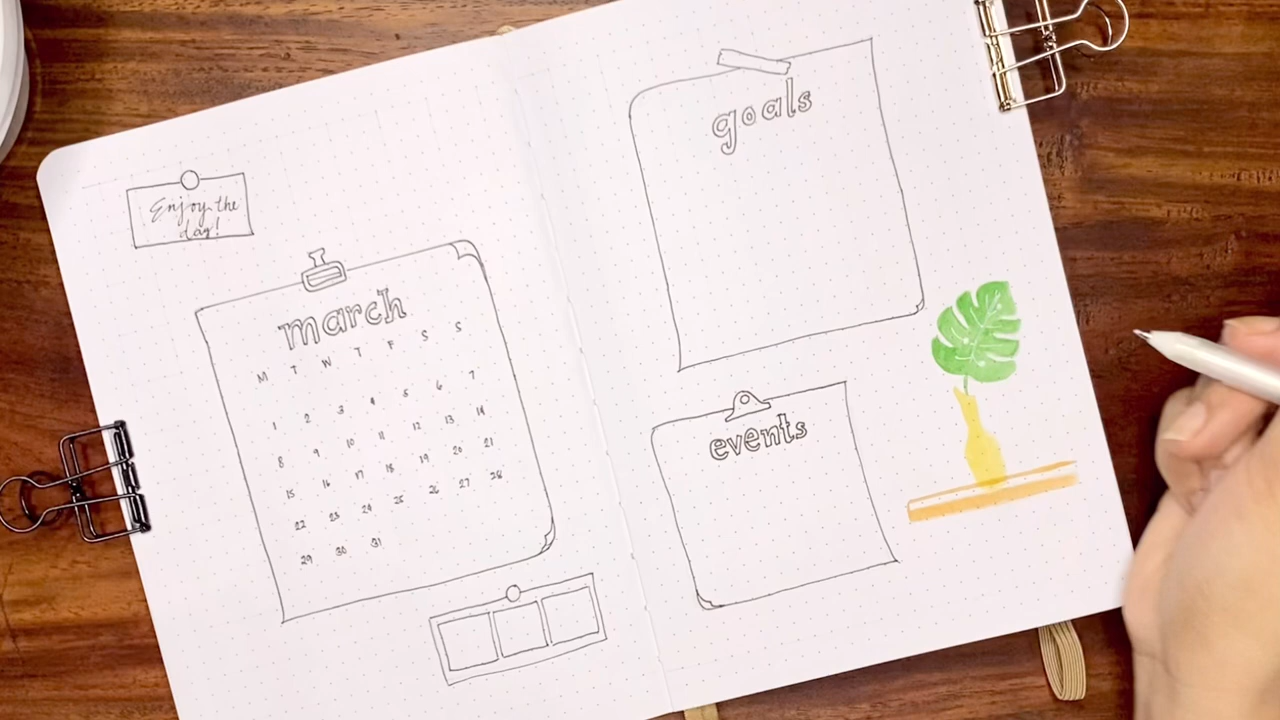 Enjoy the
day!
march
M T W T F S S
1 2 3 4 5 6 7
8 9 10 11 12 13 14
15 16 17 18 19 20 21
22 23 24 25 26 27 28
29 30 31
goals
events